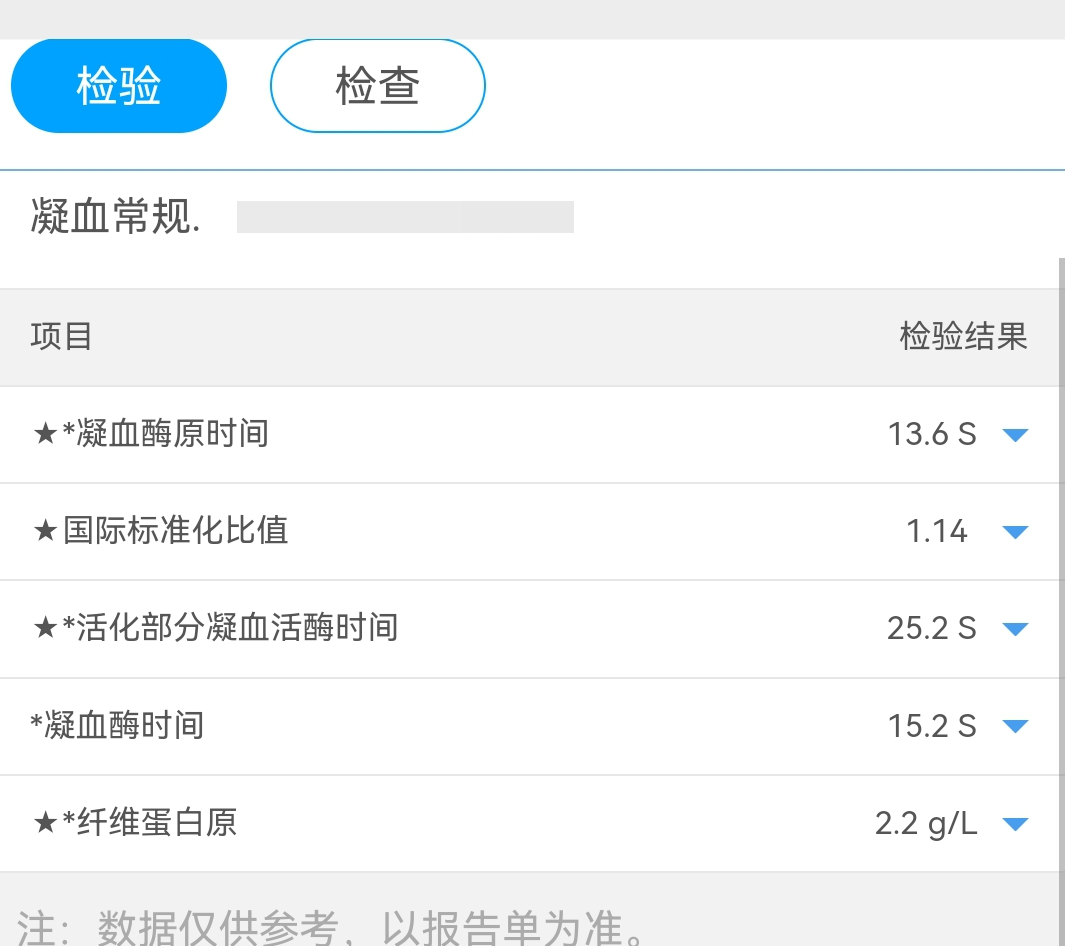 检验 检查
凝血常规.
项目 检验结果
★*凝血酶原时间 13.6 S
★国际标准化比值 1.14
★*活化部分凝血活酶时间 25.2 S
*凝血酶时间 15.2 S
★*纤维蛋白原 2.2 g/L
注：数据仅供参考，以报告单为准。